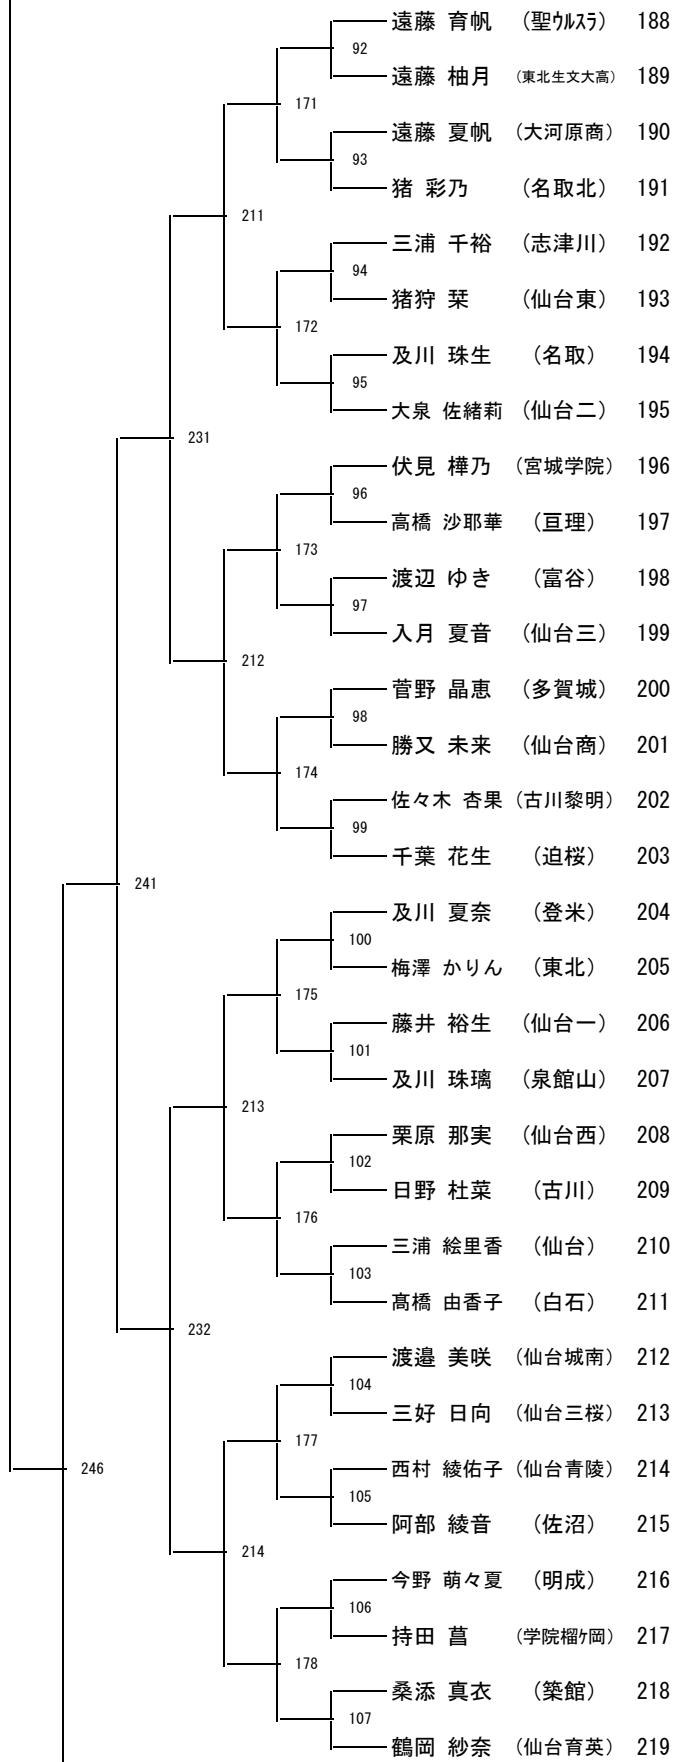 遠藤 育帆 （聖ウルスラ） 188
92
遠藤 柚月 （東北生文大高） 189
171
遠藤 夏帆 （大河原商） 190
93
猪 彩乃 （名取北） 191
211
三浦 千裕 （志津川） 192
94
猪狩 栞 （仙台東） 193
172
及川 珠生 （名取） 194
95
大泉 佐緒莉 （仙台二） 195
231
伏見 樺乃 （宮城学院） 196
96
高橋 沙耶華 （亘理） 197
173
渡辺 ゆき （富谷） 198
97
入月 夏音 （仙台三） 199
212
菅野 晶恵 （多賀城） 200
98
勝又 未来 （仙台商） 201
174
佐々木 杏果 （古川黎明） 202
99
千葉 花生 （迫桜） 203
241
及川 夏奈 （登米） 204
100
梅澤 かりん （東北） 205
175
藤井 裕生 （仙台一） 206
101
及川 珠璃 （泉館山） 207
213
栗原 那実 （仙台西） 208
102
日野 杜菜 （古川） 209
176
三浦 絵里香 （仙台） 210
103
髙橋 由香子 （白石） 211
232
渡邉 美咲 （仙台城南） 212
104
三好 日向 （仙台三桜） 213
177
246
西村 綾佑子 （仙台青陵） 214
105
阿部 綾音 （佐沼） 215
214
今野 萌々夏 （明成） 216
106
持田 菖 （学院榴ケ岡） 217
178
桑添 真衣 （築館） 218
107
鶴岡 紗奈 （仙台育英） 219